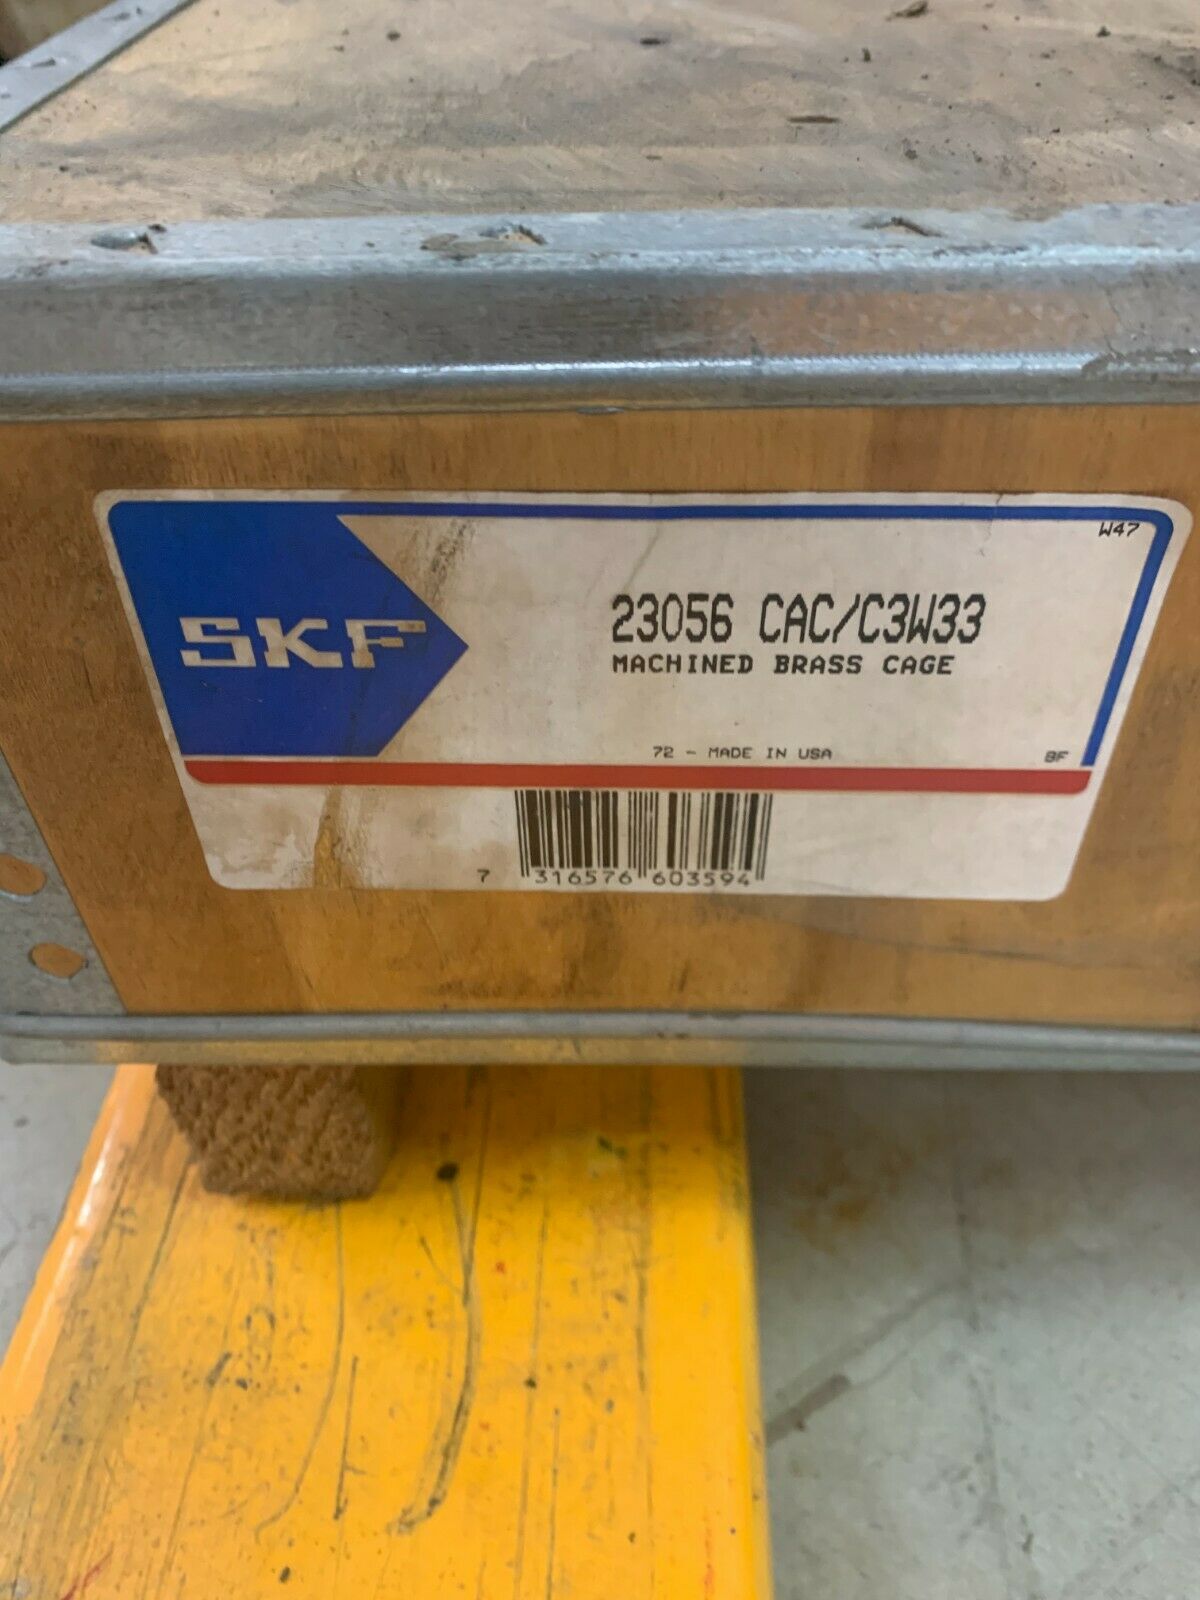 W47
SKF
23056 CAC/C3W33
MACHINED BRASS CAGE
72 - MADE IN USA
BF
7 316576 603594